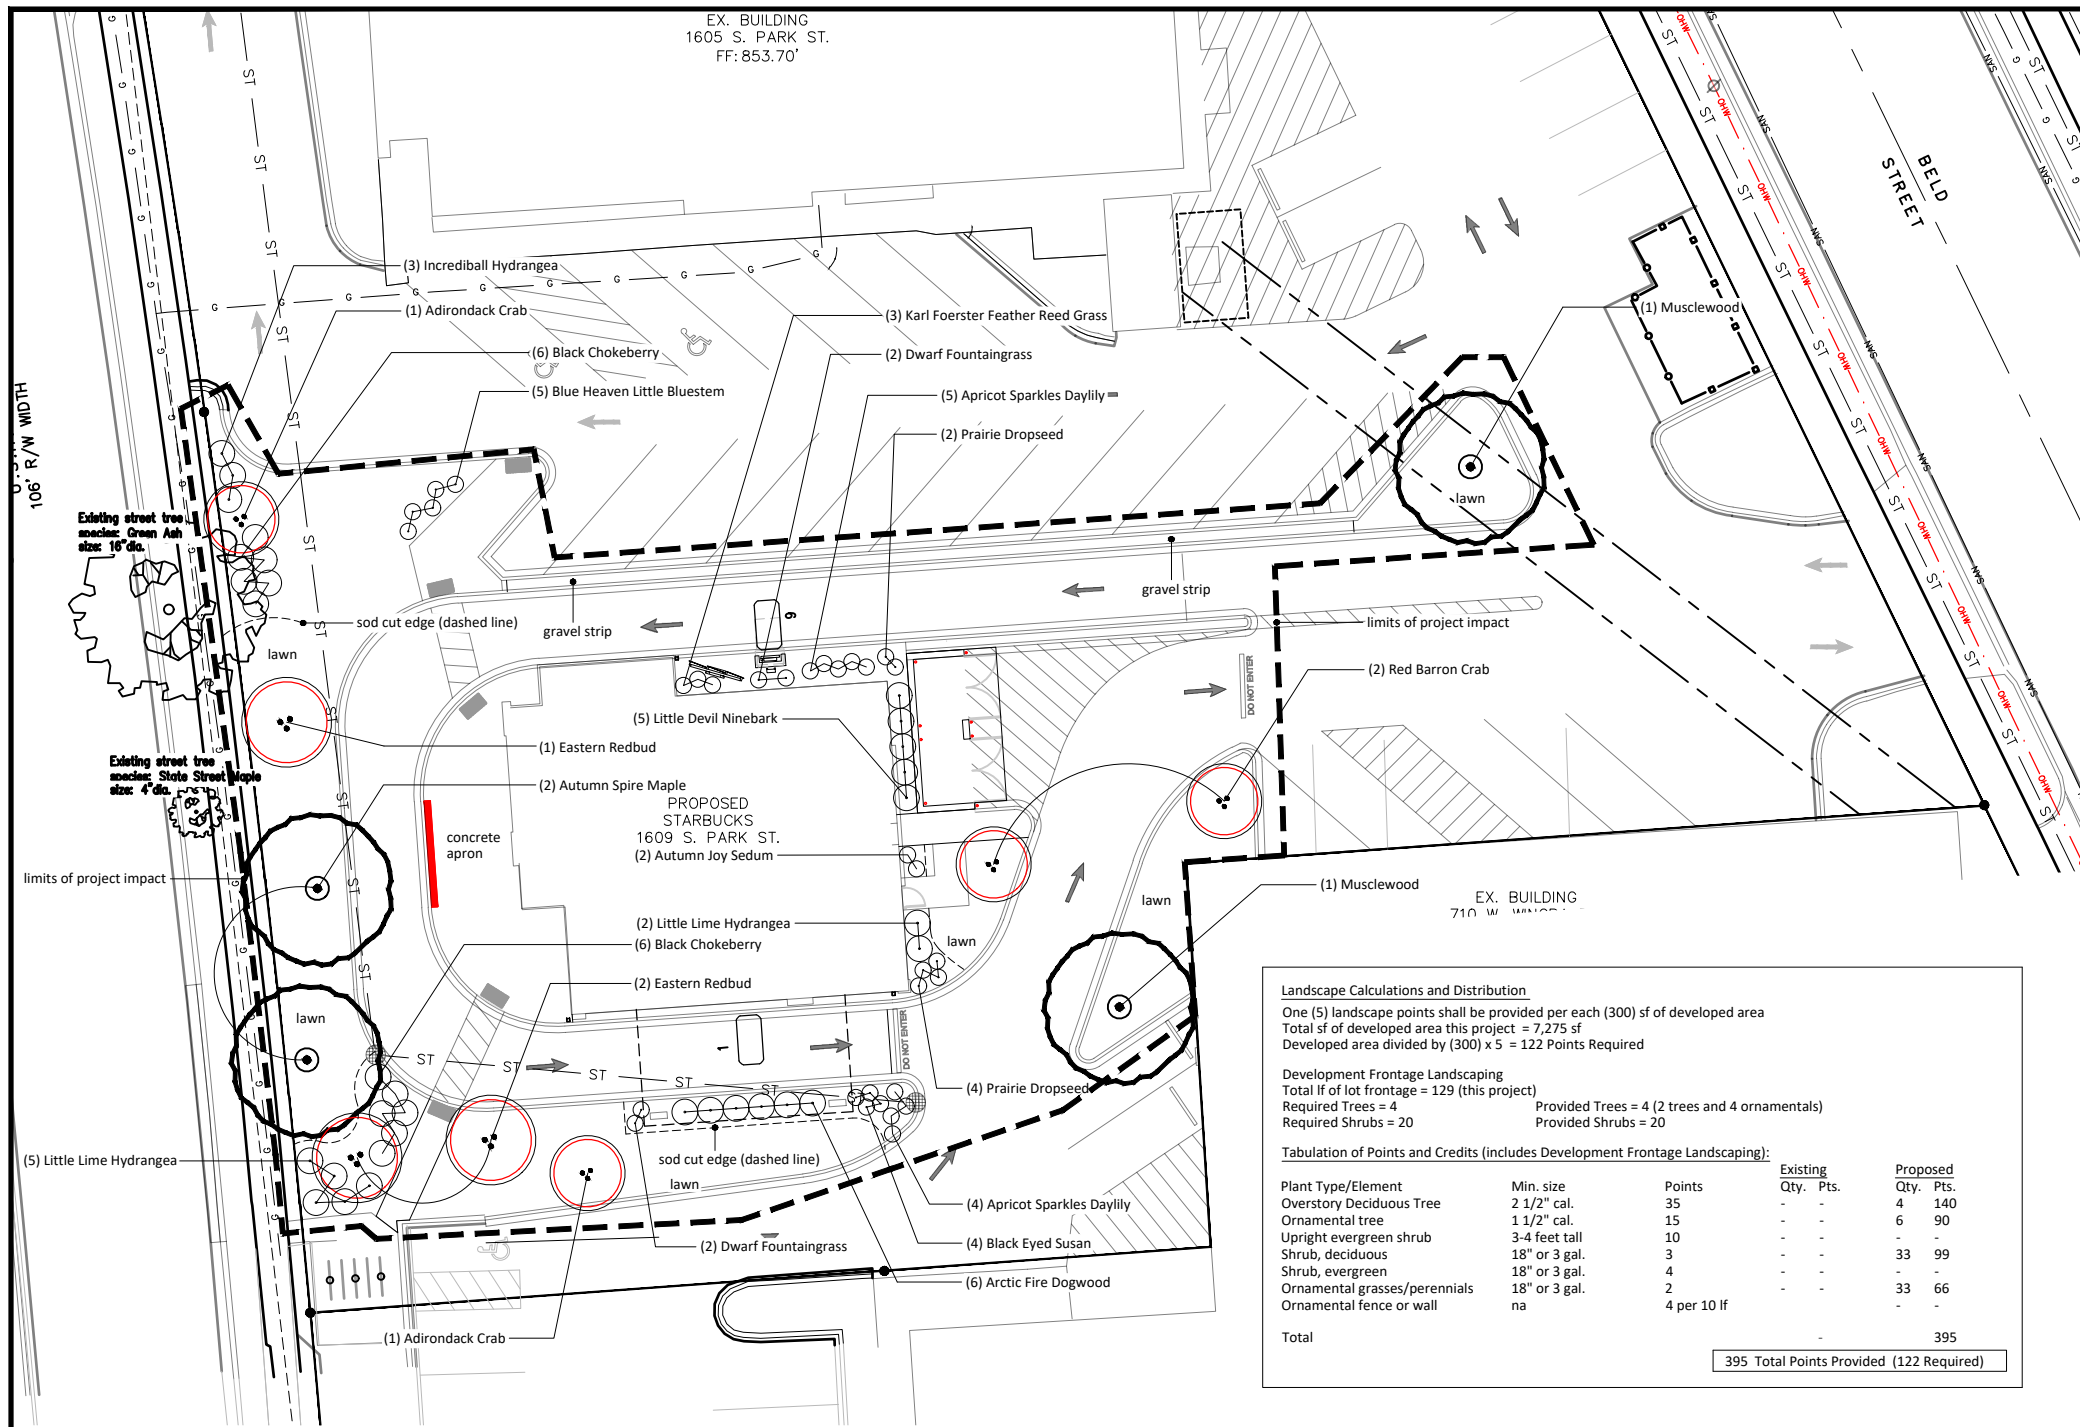 EX. BUILDING
1605 S. PARK ST.
FF: 853.70'
BELD
STREET
106' R/W WIDTH
(3) Incrediball Hydrangea
(1) Adirondack Crab
(6) Black Chokeberry
(5) Blue Heaven Little Bluestem
(3) Karl Foerster Feather Reed Grass
(2) Dwarf Fountaingrass
(5) Apricot Sparkles Daylily
(2) Prairie Dropseed
(1) Musclewood
lawn
Existing street tree
species: Green Ash
size: 16"dia.
sod cut edge (dashed line)
gravel strip
gravel strip
limits of project impact
lawn
(2) Red Barron Crab
DO NOT ENTER
9
(5) Little Devil Ninebark
(1) Eastern Redbud
Existing street tree
species: State Street Maple
size: 4"dia.
(2) Autumn Spire Maple
PROPOSED
STARBUCKS
1609 S. PARK ST.
concrete
apron
(2) Autumn Joy Sedum
limits of project impact
(1) Musclewood
EX. BUILDING
lawn
(2) Little Lime Hydrangea
(6) Black Chokeberry
lawn
(2) Eastern Redbud
lawn
1
DO NOT ENTER
(4) Prairie Dropseed
(5) Little Lime Hydrangea
sod cut edge (dashed line)
lawn
(4) Apricot Sparkles Daylily
(2) Dwarf Fountaingrass
(4) Black Eyed Susan
(6) Arctic Fire Dogwood
(1) Adirondack Crab
ST
G
OHW
SAN
Landscape Calculations and Distribution
One (5) landscape points shall be provided per each (300) sf of developed area
Total sf of developed area this project = 7,275 sf
Developed area divided by (300) x 5 = 122 Points Required
Development Frontage Landscaping
Total lf of lot frontage = 129 (this project)
Required Trees = 4 Provided Trees = 4 (2 trees and 4 ornamentals)
Required Shrubs = 20 Provided Shrubs = 20
Tabulation of Points and Credits (includes Development Frontage Landscaping):
Existing Proposed
Plant Type/Element Min. size Points Qty. Pts. Qty. Pts.
Overstory Deciduous Tree 2 1/2" cal. 35 - - 4 140
Ornamental tree 1 1/2" cal. 15 - - 6 90
Upright evergreen shrub 3-4 feet tall 10 - - - -
Shrub, deciduous 18" or 3 gal. 3 - - 33 99
Shrub, evergreen 18" or 3 gal. 4 - - - -
Ornamental grasses/perennials 18" or 3 gal. 2 - - 33 66
Ornamental fence or wall na 4 per 10 lf - -
Total - 395
395 Total Points Provided (122 Required)